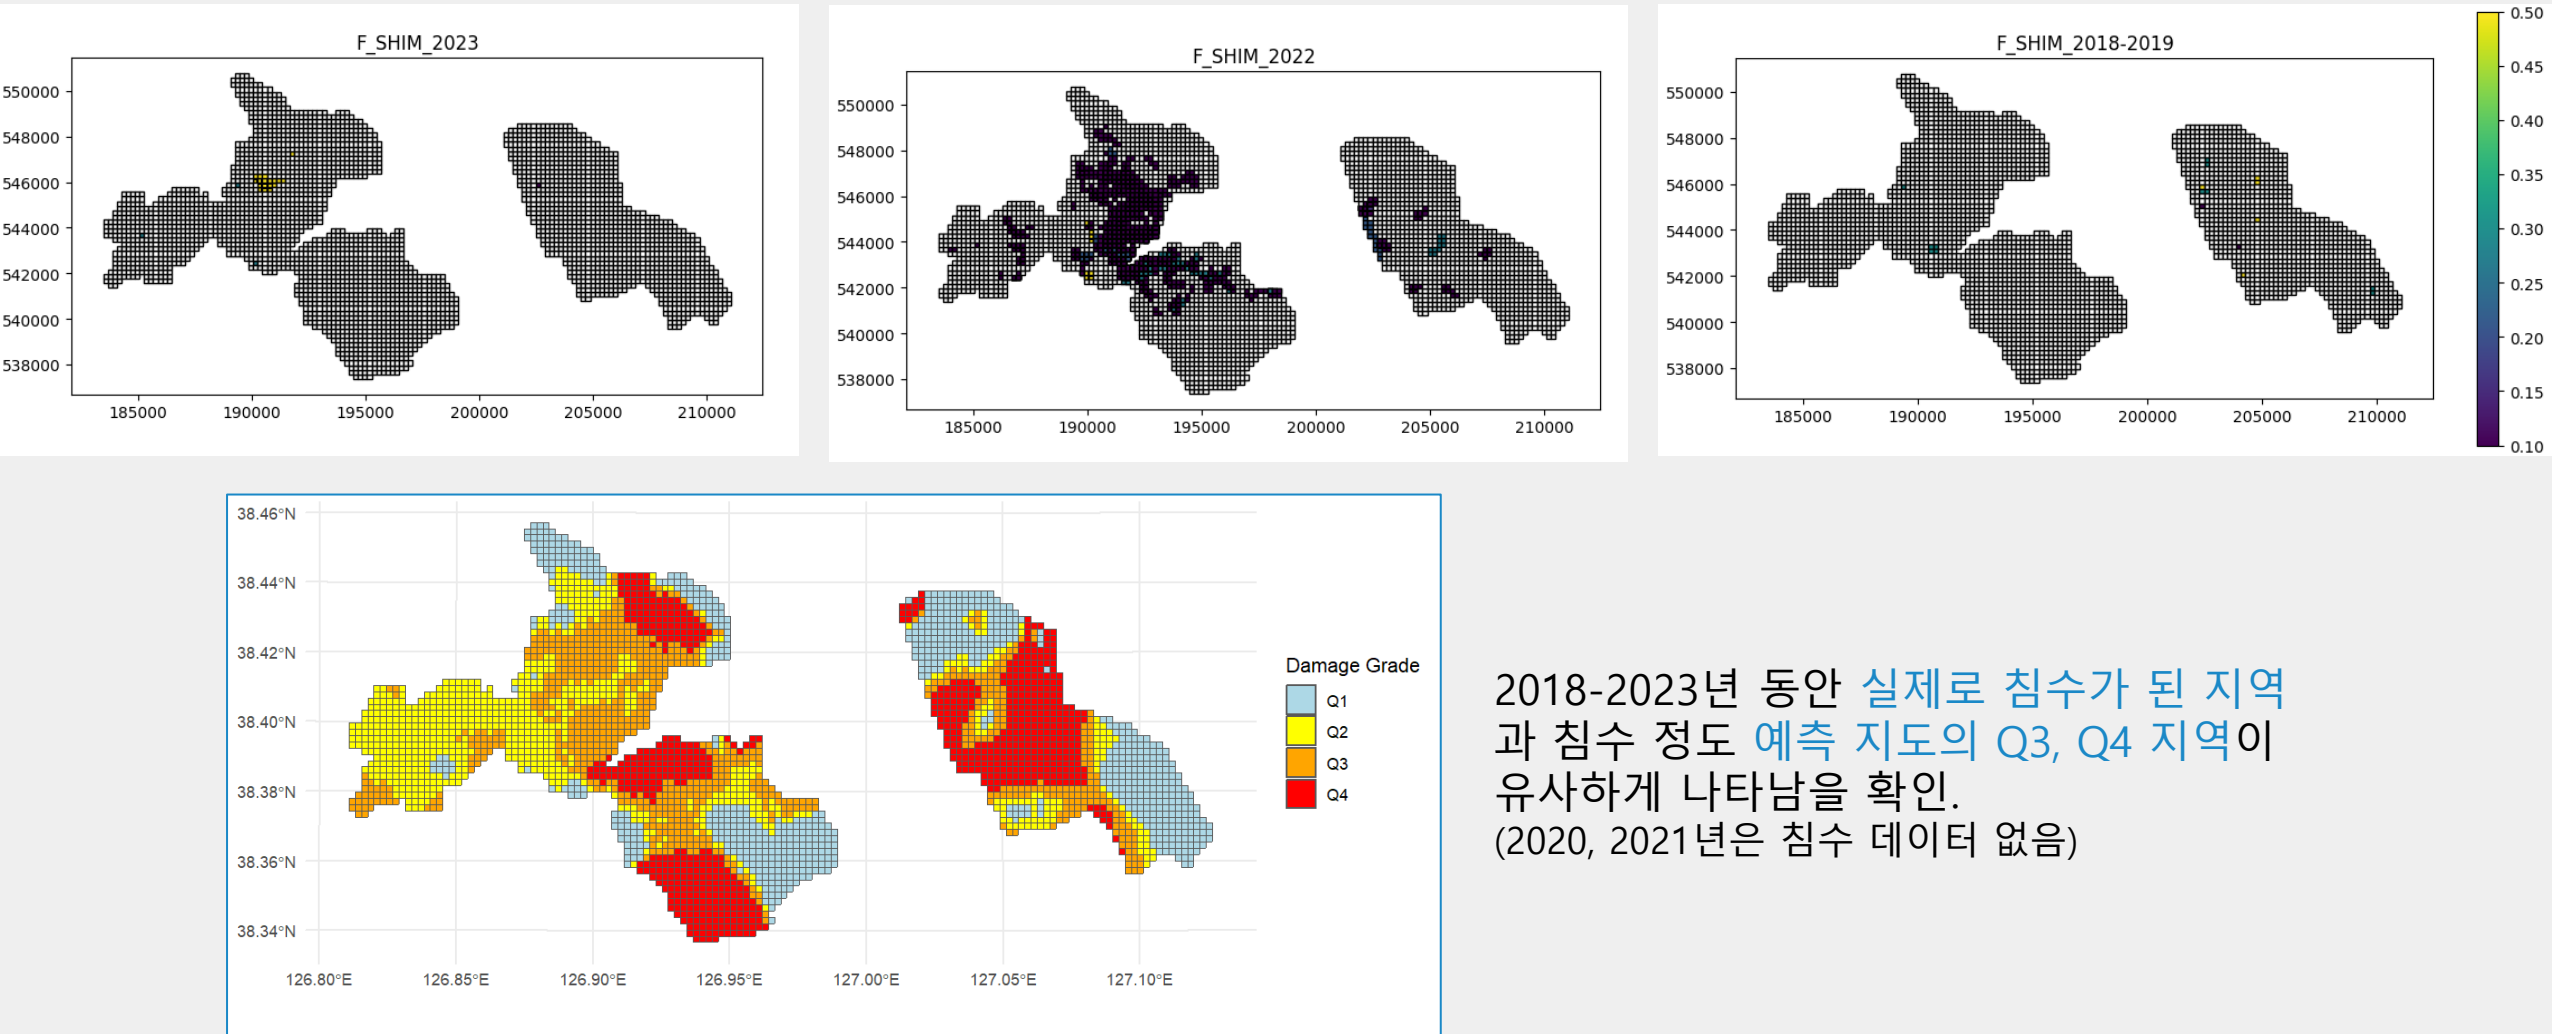 F_SHIM_2023
550000
548000
546000
544000
542000
540000
538000
185000 190000 195000 200000 205000 210000
F_SHIM_2022
550000
548000
546000
544000
542000
540000
538000
185000 190000 195000 200000 205000 210000
F_SHIM_2018-2019
550000
548000
546000
544000
542000
540000
538000
185000 190000 195000 200000 205000 210000
0.50
0.45
0.40
0.35
0.30
0.25
0.20
0.15
0.10
38.46°N
38.44°N
38.42°N
38.40°N
38.38°N
38.36°N
38.34°N
126.80°E 126.85°E 126.90°E 126.95°E 127.00°E 127.05°E 127.10°E
Damage Grade
Q1
Q2
Q3
Q4
2018-2023년 동안 실제로 침수가 된 지역
과 침수 정도 예측 지도의 Q3, Q4 지역이
유사하게 나타남을 확인.
(2020, 2021년은 침수 데이터 없음)